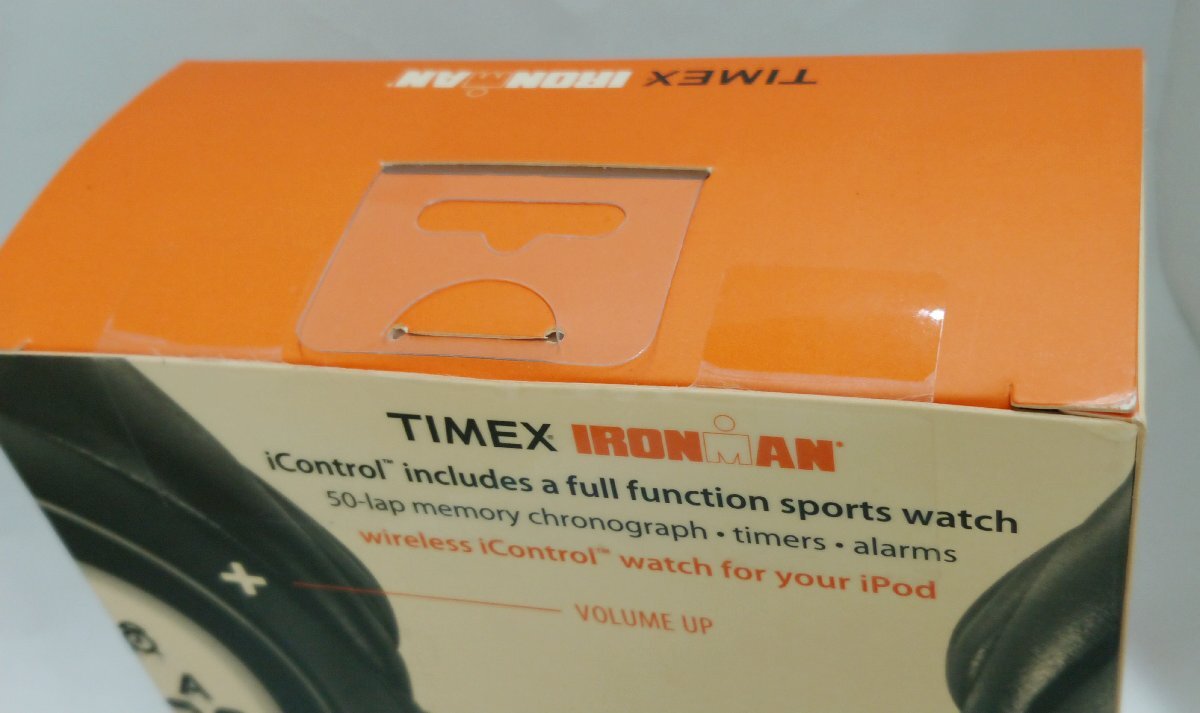 TIMEX IRONMAN®
TIMEX® IRONMAN®
iControl™ includes a full function sports watch
50-lap memory chronograph • timers • alarms
wireless iControl™ watch for your iPod
+
VOLUME UP